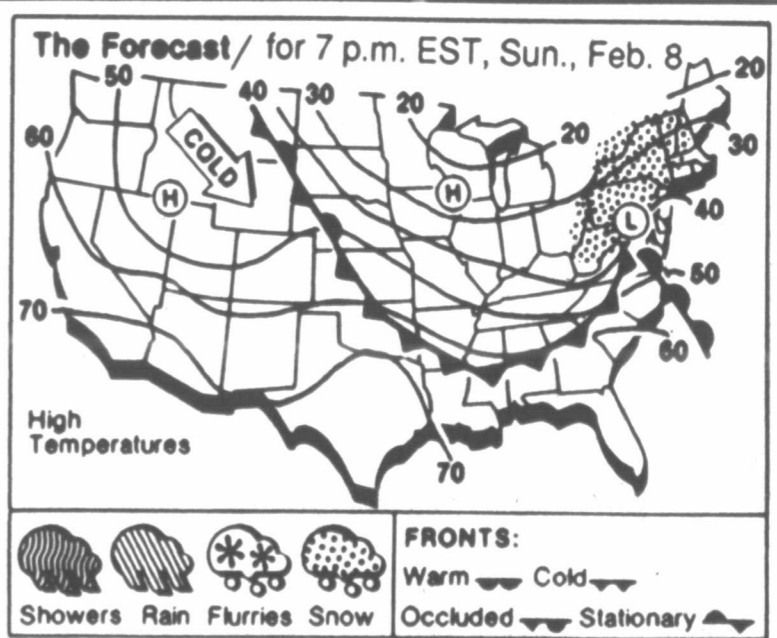 The Forecast / for 7 p.m. EST, Sun., Feb. 8
50
40 30
20
20
60
COLD
20
30
H
H
40
L
50
70
60
High
Temperatures
70
Showers Rain Flurries Snow
FRONTS:
Warm Cold
Occluded Stationary